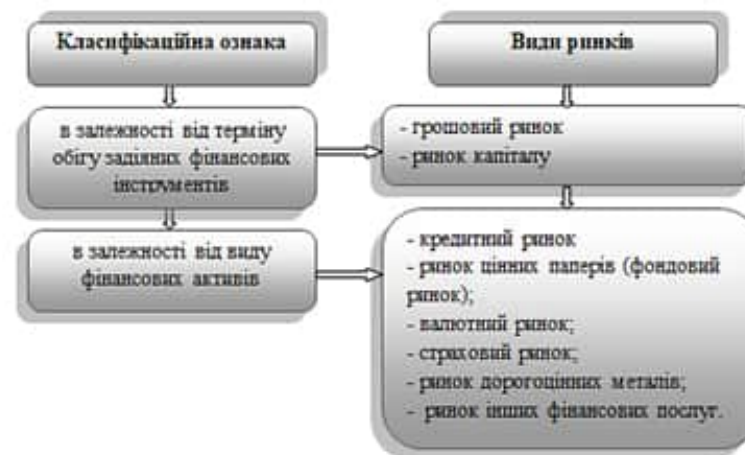 Класифікаційна ознака
Види ринків
в залежності від терміну
обігу задіяних фінансових
інструментів
- грошовий ринок
- ринок капіталу
в залежності від виду
фінансових активів
- кредитний ринок
- ринок цінних паперів (фондовий
ринок);
- валютний ринок;
- страховий ринок;
- ринок дорогоцінних металів;
- ринок інших фінансових послуг.